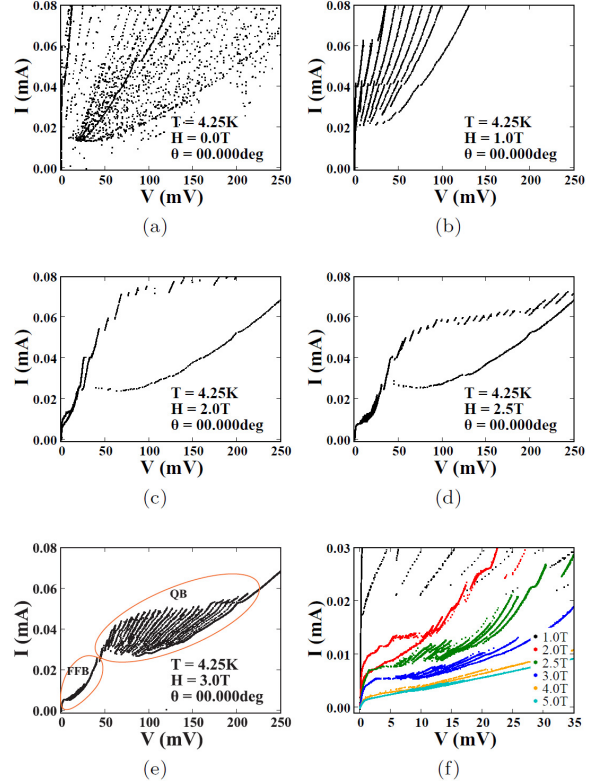 I (mA)
0.08
0.06
0.04
0.02
0.00
T = 4.25K
H = 0.0T
θ = 00.000deg
0 50 100 150 200 250
V (mV)
(a)
I (mA)
0.08
0.06
0.04
0.02
0.00
T = 4.25K
H = 1.0T
θ = 00.000deg
0 50 100 150 200 250
V (mV)
(b)
I (mA)
0.08
0.06
0.04
0.02
0.00
T = 4.25K
H = 2.0T
θ = 00.000deg
0 50 100 150 200 250
V (mV)
(c)
I (mA)
0.08
0.06
0.04
0.02
0.00
T = 4.25K
H = 2.5T
θ = 00.000deg
0 50 100 150 200 250
V (mV)
(d)
I (mA)
0.08
0.06
0.04
0.02
0.00
QB
FFB
T = 4.25K
H = 3.0T
θ = 00.000deg
0 50 100 150 200 250
V (mV)
(e)
I (mA)
0.03
0.02
0.01
0.00
1.0T
2.0T
2.5T
3.0T
4.0T
5.0T
0 5 10 15 20 25 30 35
V (mV)
(f)